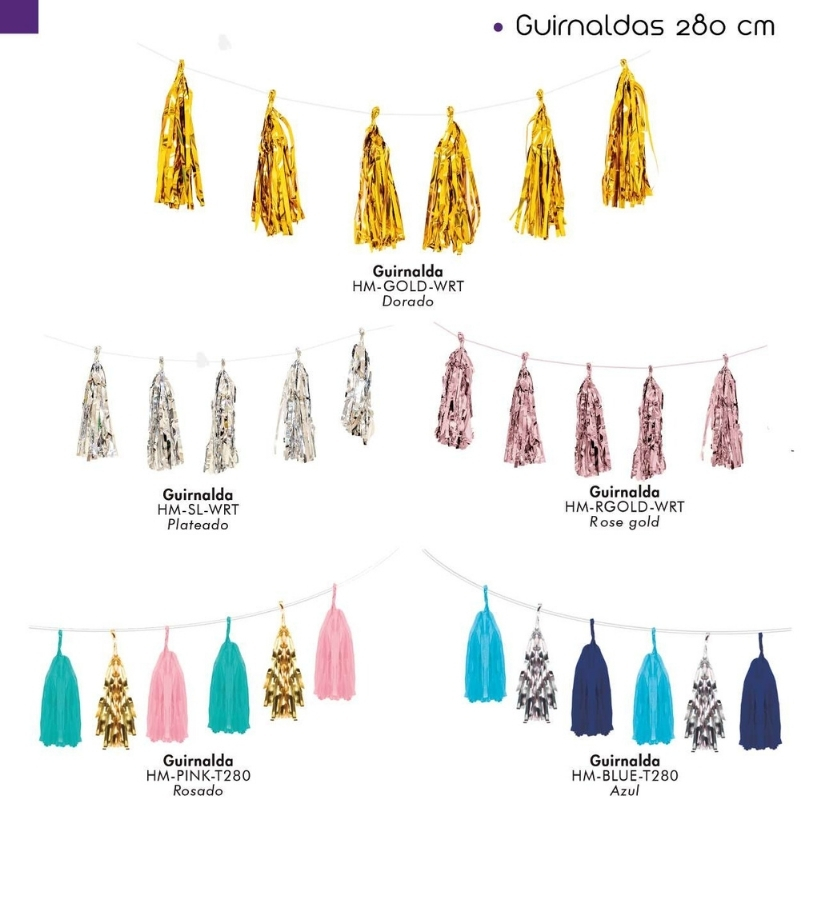 • Guirnaldas 280 cm
Guirnalda
HM-GOLD-WRT
Dorado
Guirnalda
HM-SL-WRT
Plateado
Guirnalda
HM-RGOLD-WRT
Rose gold
Guirnalda
HM-PINK-T280
Rosado
Guirnalda
HM-BLUE-T280
Azul